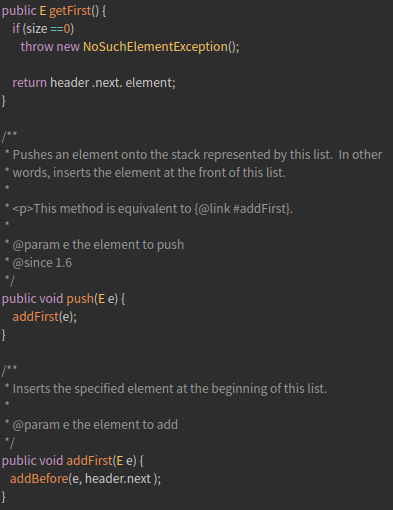 public E getFirst() {
if (size ==0)
throw new NoSuchElementException();
return header .next. element;
}
/**
* Pushes an element onto the stack represented by this list.  In other
* words, inserts the element at the front of this list.
*
* <p>This method is equivalent to {@link #addFirst}.
*
* @param e the element to push
* @since 1.6
*/
public void push(E e) {
addFirst(e);
}
/**
* Inserts the specified element at the beginning of this list.
*
* @param e the element to add
*/
public void addFirst(E e) {
addBefore(e, header.next );
}